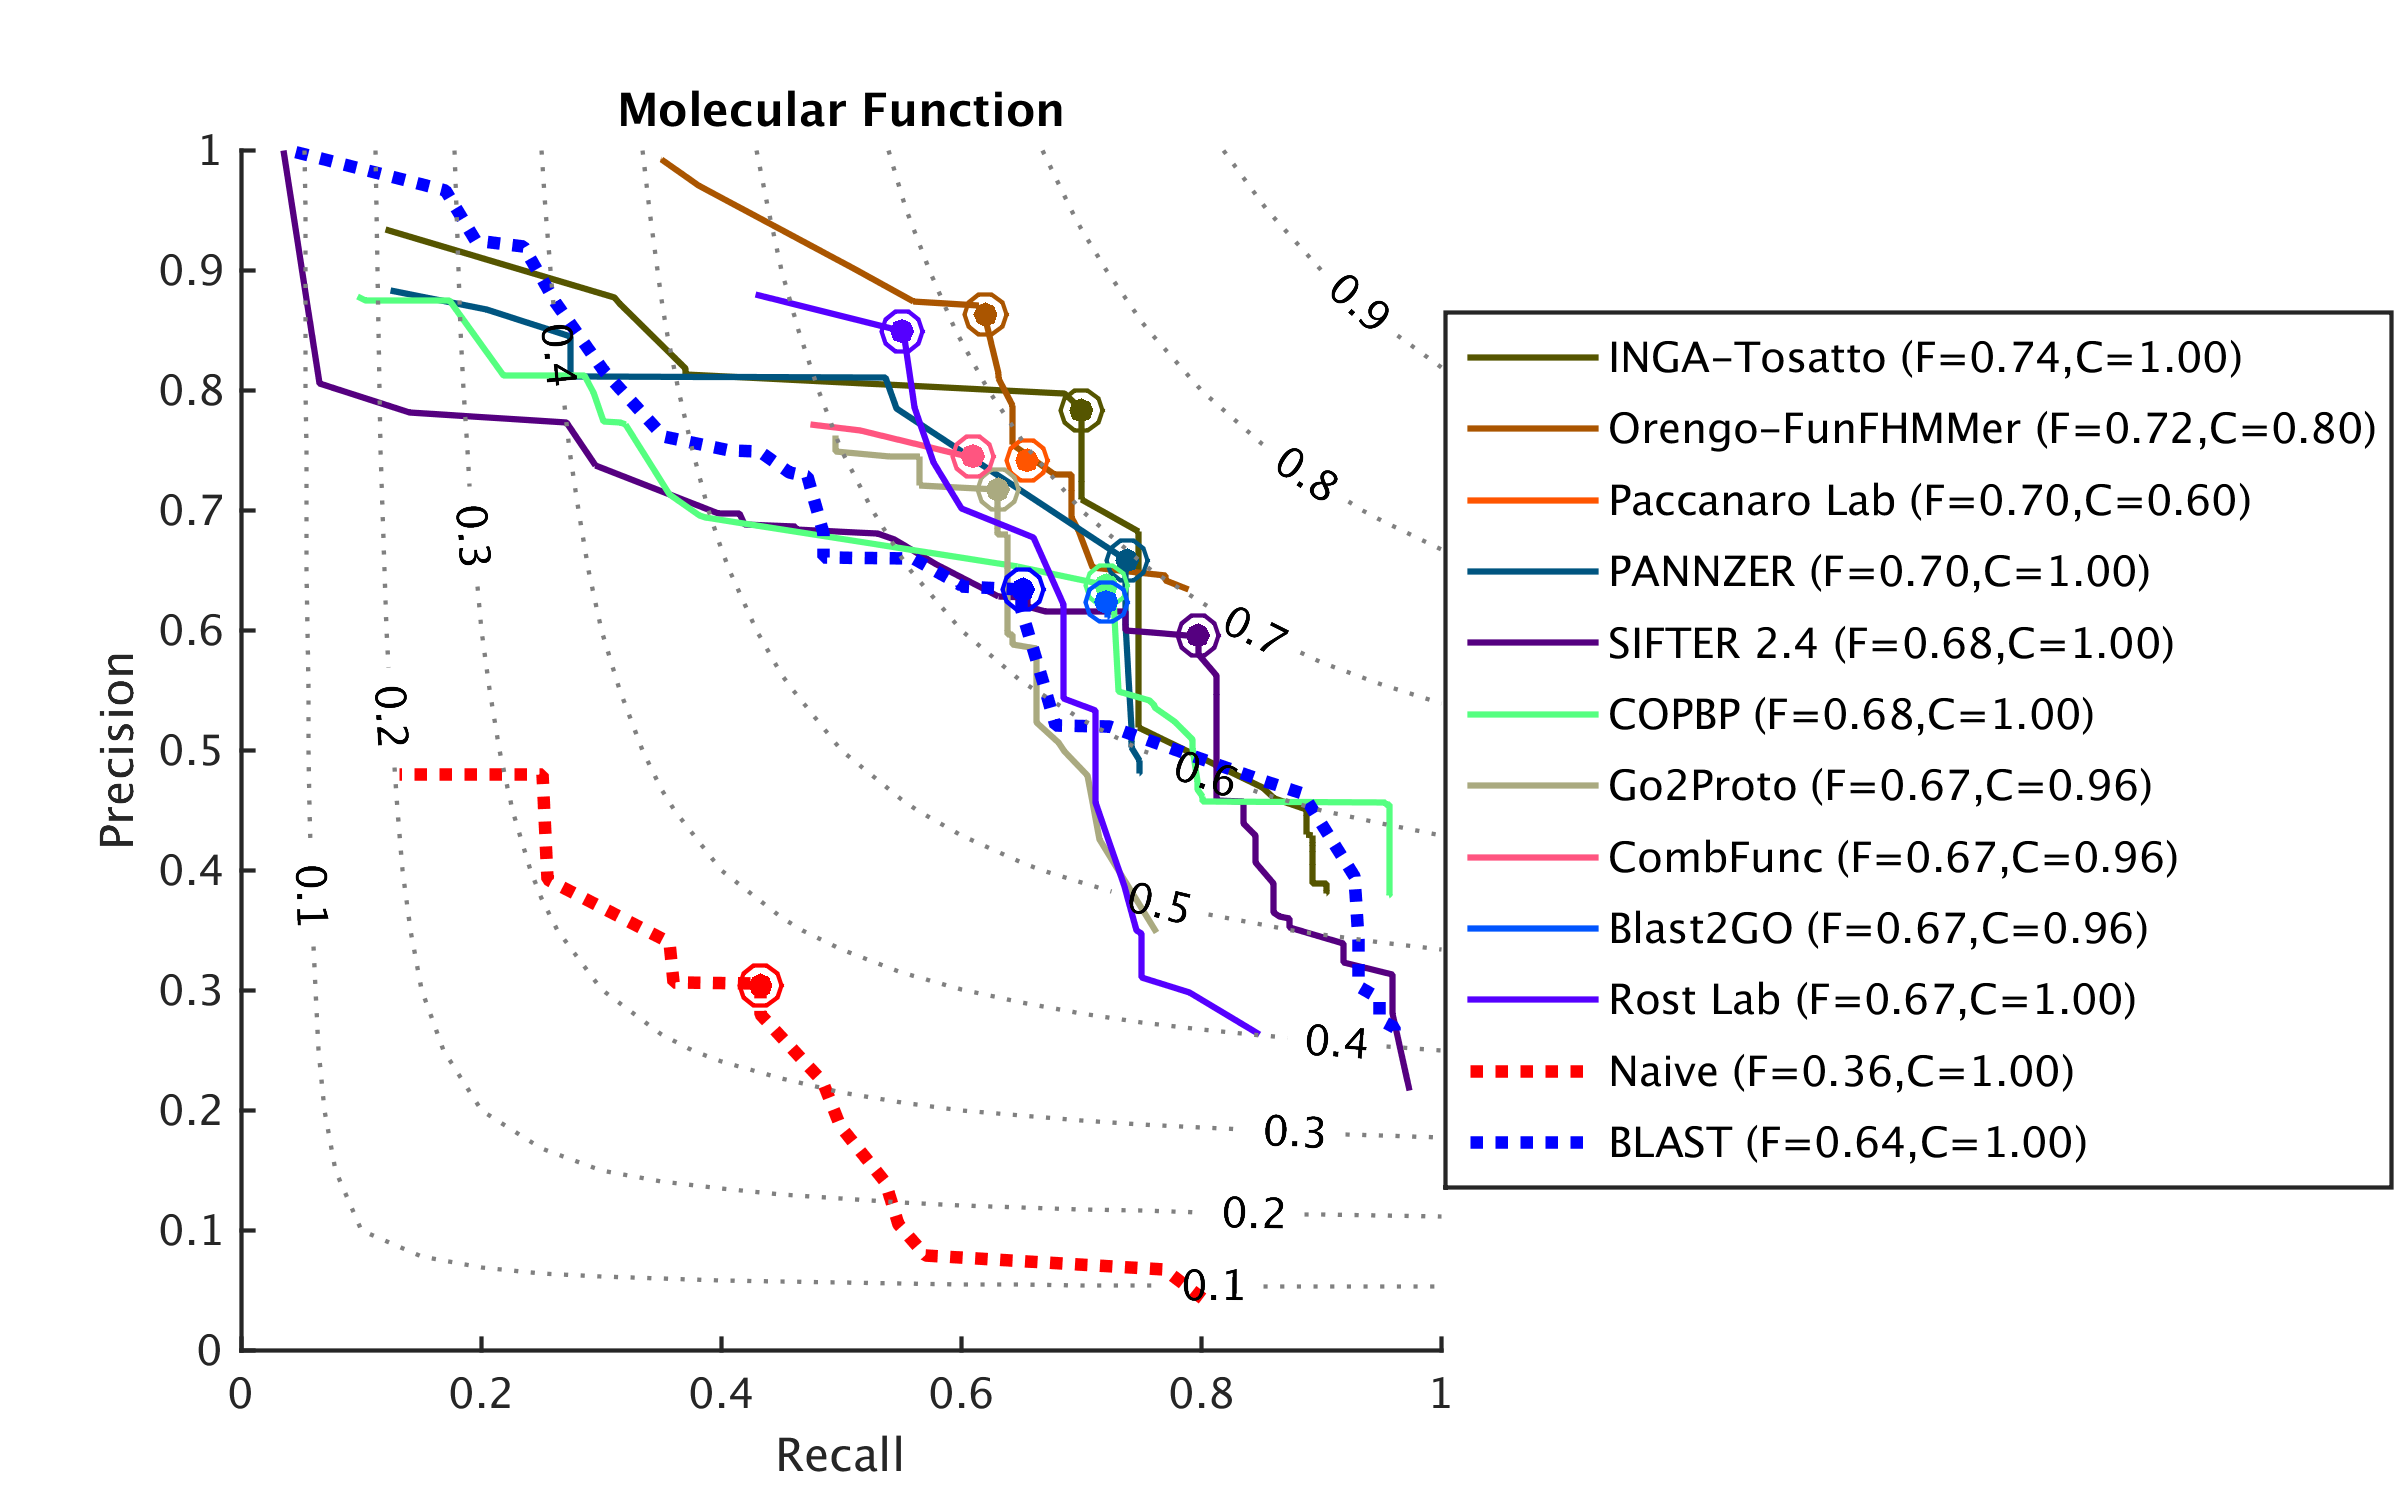 Molecular Function
1
0.9
0.8
0.7
0.6
0.5
0.4
0.3
0.2
0.1
0
Precision
0
0.2
0.4
0.6
0.8
1
Recall
0.9
0.8
0.7
0.6
0.5
0.4
0.3
0.2
0.1
0.4
0.3
0.2
0.1
INGA-Tosatto (F=0.74,C=1.00)
Orengo-FunFHMMer (F=0.72,C=0.80)
Paccanaro Lab (F=0.70,C=0.60)
PANNZER (F=0.70,C=1.00)
SIFTER 2.4 (F=0.68,C=1.00)
COPBP (F=0.68,C=1.00)
Go2Proto (F=0.67,C=0.96)
CombFunc (F=0.67,C=0.96)
Blast2GO (F=0.67,C=0.96)
Rost Lab (F=0.67,C=1.00)
Naive (F=0.36,C=1.00)
BLAST (F=0.64,C=1.00)